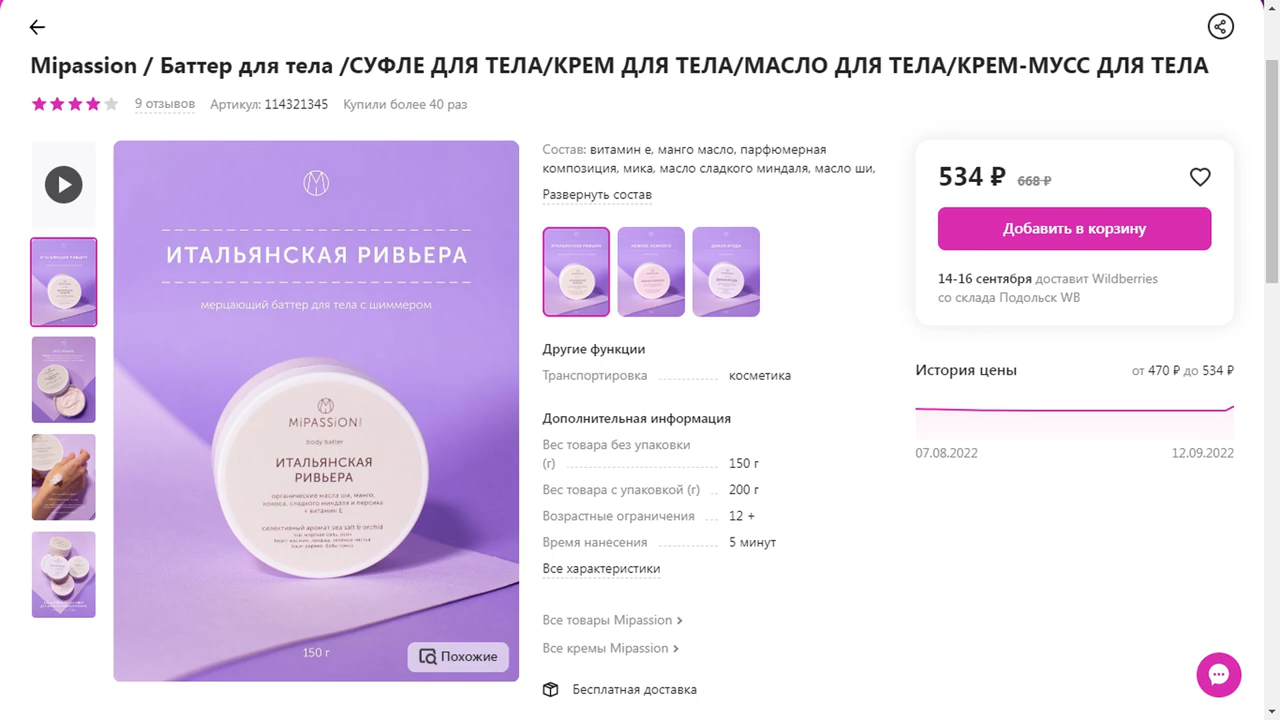 Mipassion / Баттер для тела /СУФЛЕ ДЛЯ ТЕЛА/КРЕМ ДЛЯ ТЕЛА/МАСЛО ДЛЯ ТЕЛА/КРЕМ-МУСС ДЛЯ ТЕЛА
9 отзывов Артикул: 114321345 Купили более 40 раз
ИТАЛЬЯНСКАЯ РИВЬЕРА
мерцающий баттер для тела с шиммером
MiPASSiON
body batter
ИТАЛЬЯНСКАЯ
РИВЬЕРА
органические масла ши, манго,
кокоса, сладкого миндаля и персика
+ витамин Е
селективный аромат sea salt & orchid
150 г
Похожие
Состав: витамин е, манго масло, парфюмерная
композиция, мика, масло сладкого миндаля, масло ши,
Развернуть состав
Другие функции
Транспортировка косметика
Дополнительная информация
Вес товара без упаковки
(г) 150 г
Вес товара с упаковкой (г) 200 г
Возрастные ограничения 12 +
Время нанесения 5 минут
Все характеристики
Все товары Mipassion
Все кремы Mipassion
Бесплатная доставка
534 ₽ 668 ₽
Добавить в корзину
14-16 сентября доставит Wildberries
со склада Подольск WB
История цены от 470 ₽ до 534 ₽
07.08.2022 12.09.2022